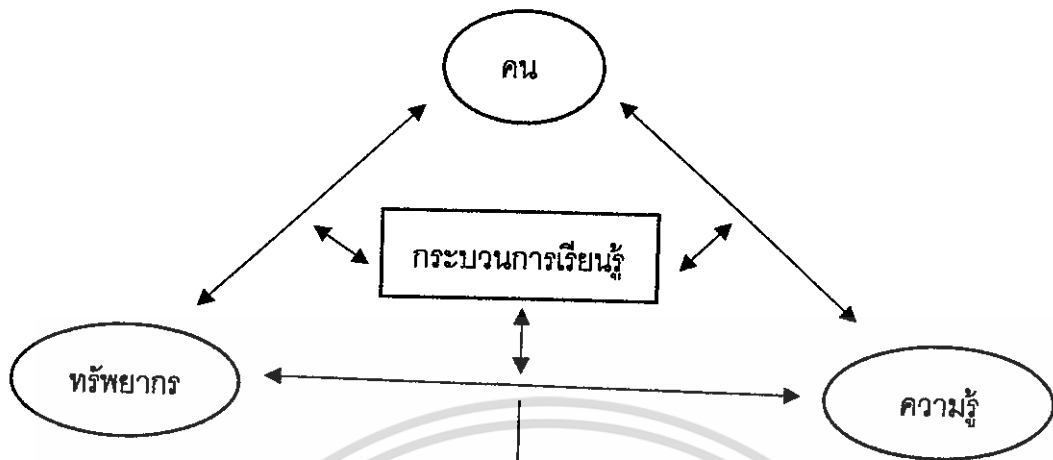 คน
กระบวนการเรียนรู้
ทรัพยากร
ความรู้